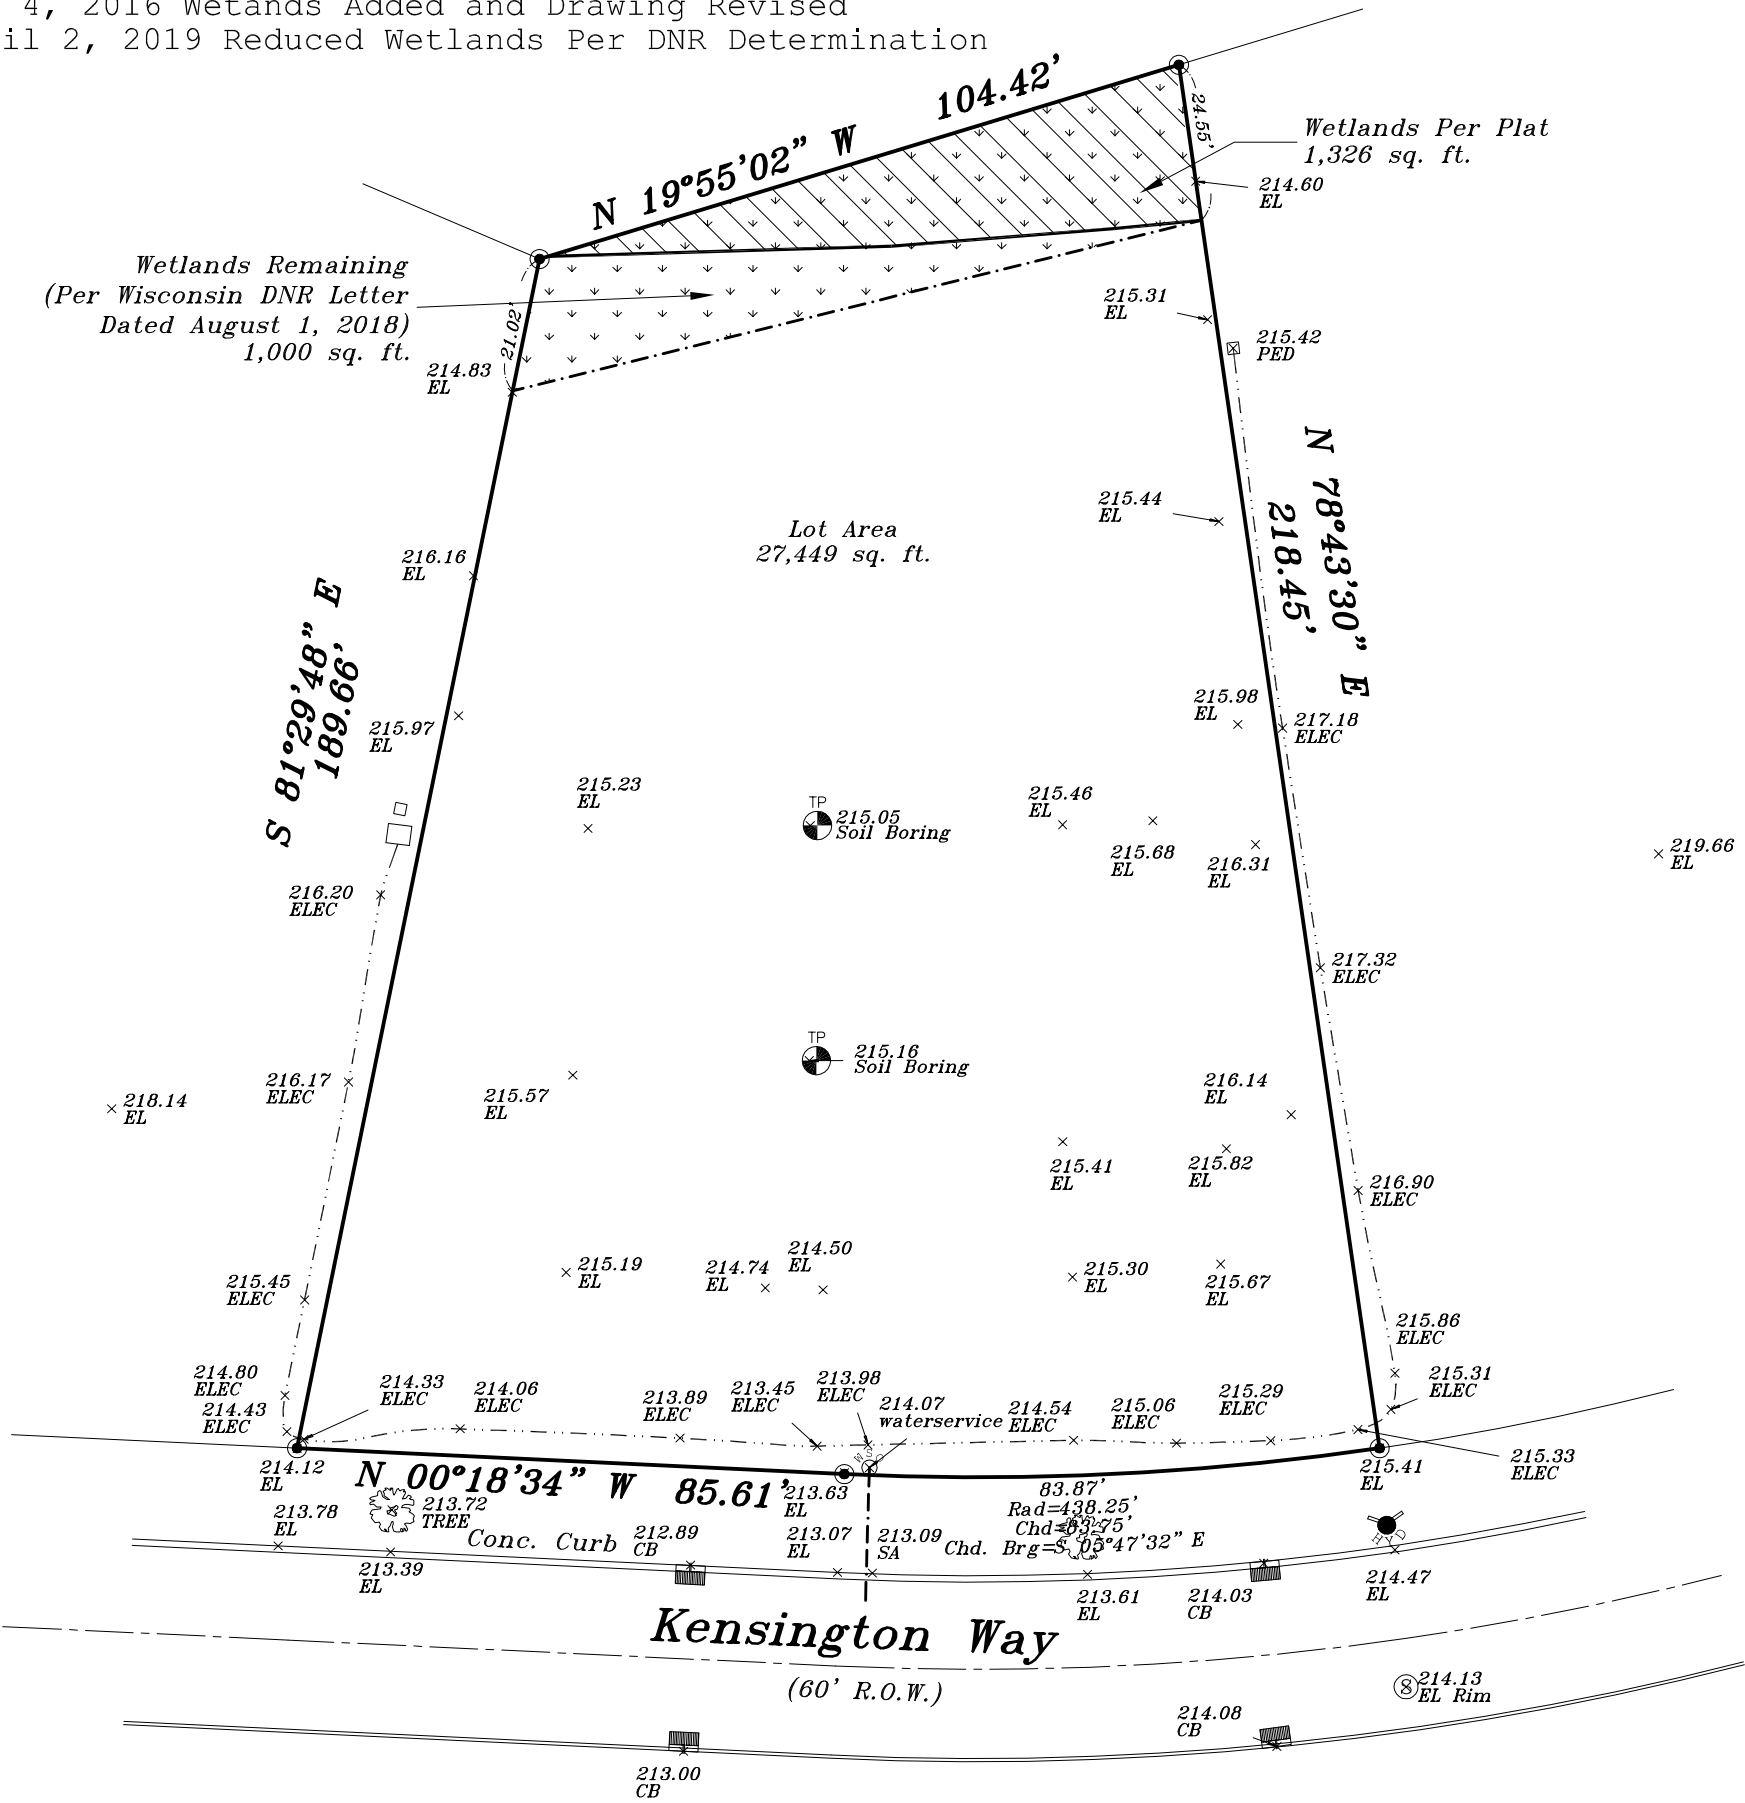 4, 2016 Wetands Added and Drawing Revised
il 2, 2019 Reduced Wetlands Per DNR Determination
N 19°55'02" W 104.42'
24.55'
Wetlands Per Plat
1,326 sq. ft.
214.60
EL
Wetlands Remaining
(Per Wisconsin DNR Letter
Dated August 1, 2018)
1,000 sq. ft.
21.02'
214.83
EL
215.31
EL
215.42
PED
N 78°43'30" E
218.45'
215.44
EL
Lot Area
27,449 sq. ft.
216.16
EL
S 81°29'48" E
189.66'
215.97
EL
215.98
EL
217.18
ELEC
215.23
EL
TP
215.05
Soil Boring
215.46
EL
215.68
EL
216.31
EL
219.66
EL
216.20
ELEC
217.32
ELEC
TP
215.16
Soil Boring
216.17
ELEC
218.14
EL
215.57
EL
216.14
EL
215.41
EL
215.82
EL
216.90
ELEC
215.45
ELEC
215.19
EL
214.74
EL
214.50
EL
215.30
EL
215.67
EL
215.86
ELEC
214.80
ELEC
214.43
ELEC
214.33
ELEC
214.06
ELEC
213.89
ELEC
213.45
ELEC
213.98
ELEC
214.07
waterservice
214.54
ELEC
215.06
ELEC
215.29
ELEC
215.31
ELEC
215.33
ELEC
WSO
214.12
EL
N 00°18'34" W 85.61'
213.63
EL
83.87'
Rad=438.25'
Chd=83.75'
Chd. Brg=S 05°47'32" E
215.41
EL
213.78
EL
213.72
TREE
Conc. Curb
212.89
CB
213.07
EL
213.09
SA
HYD
213.39
EL
213.61
EL
214.03
CB
214.47
EL
Kensington Way
(60' R.O.W.)
S
214.13
EL Rim
214.08
CB
213.00
CB